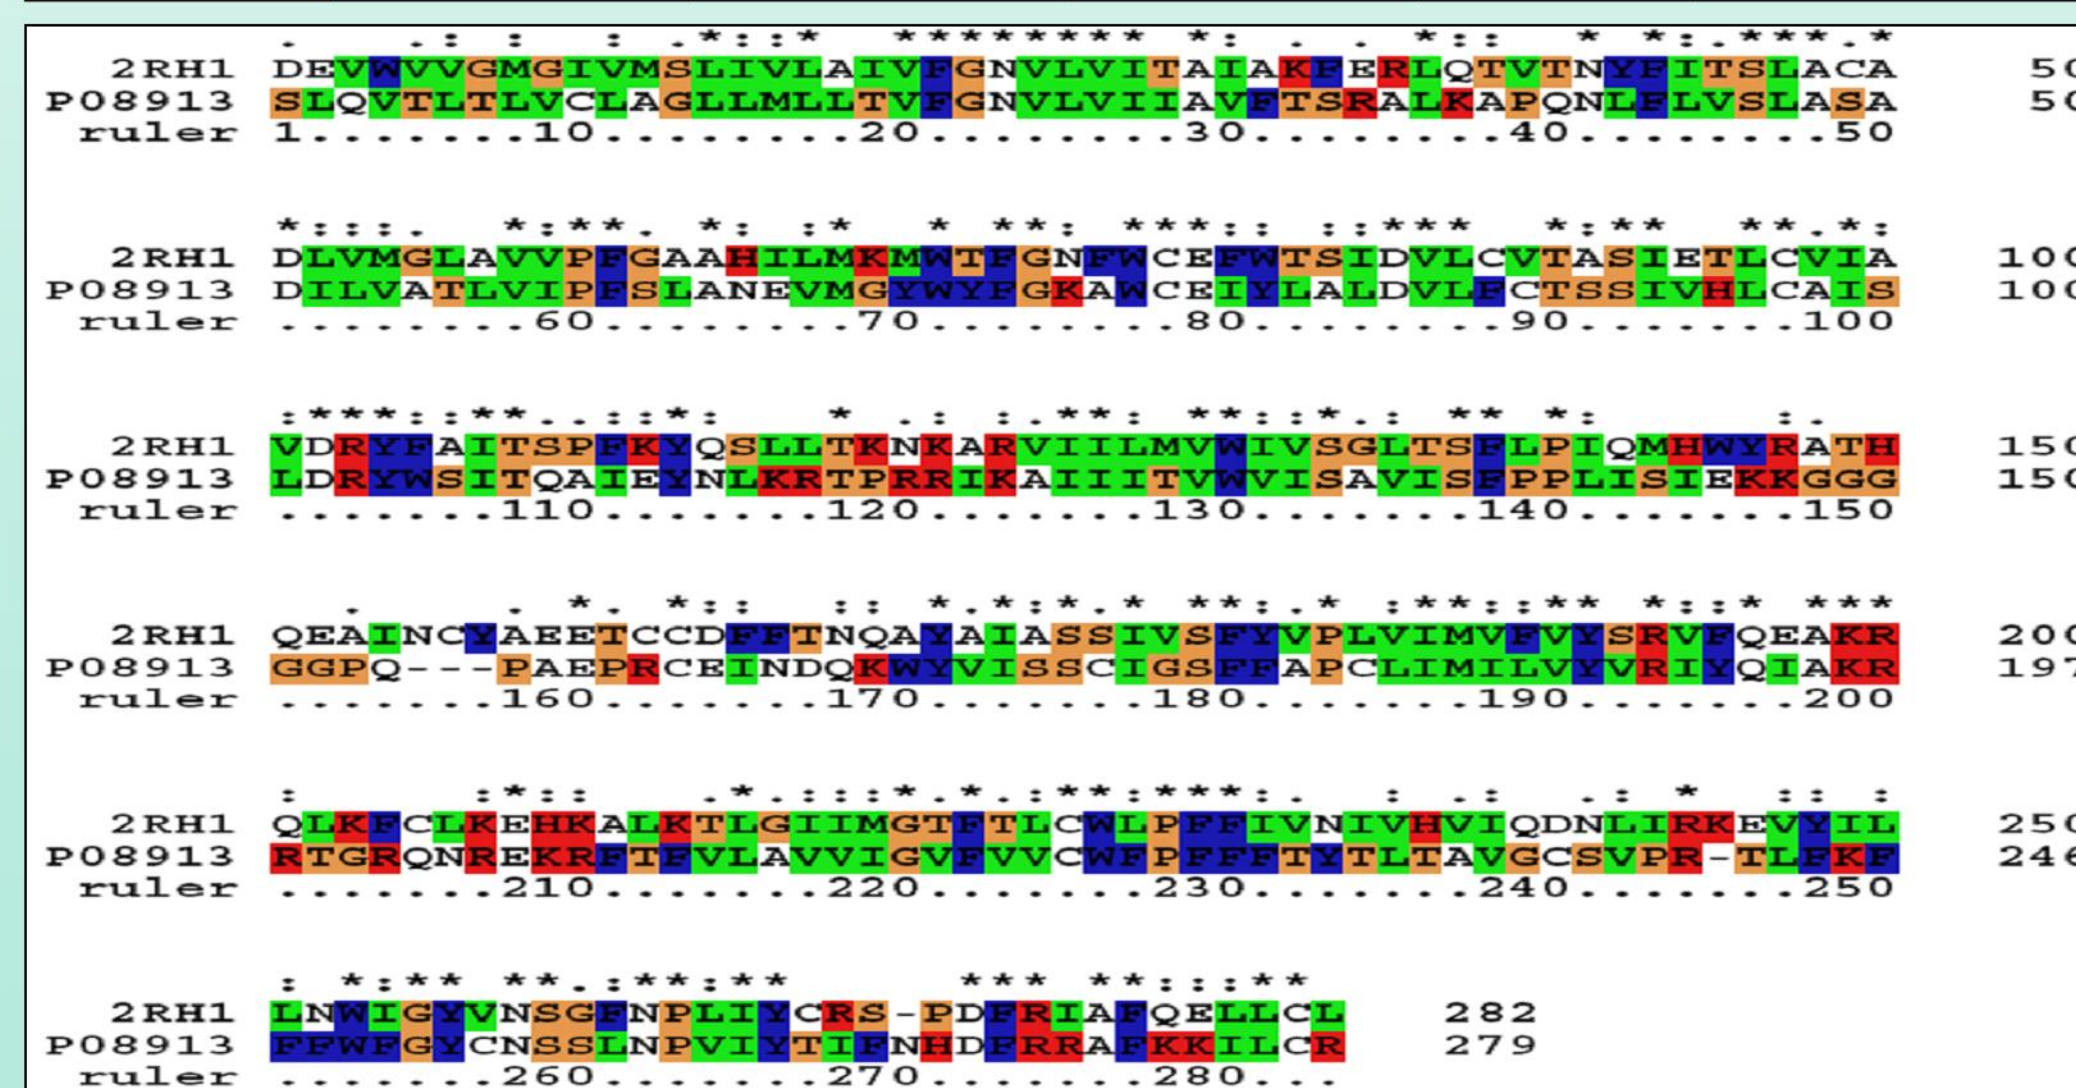 .   .: :  : .*::*  ******** *: . .  *::  * *:.***.*
2RH1 DEVWVVGMGIVMSLIVLAIVFGNVLVITAIAKFERLQTVTNYFITSLACA 50
P08913 SLQVTLTLVCLAGLLMLLTVFGNVLVIIAVFTSRALKAPQNLFLVSLASA 50
ruler 1.......10........20........30........40........50
*:::.  *:**. *:  :*  * **: ***:: ::***  *:**  **.*:
2RH1 DLVMGLAVVPFGAAHILMKMWTFGNFWCEFWTSIDVLCVTASIETLCVIA 100
P08913 DILVATLVIPFSLANEVMGYWYFGKAWCEIYLALDVLFCTSSIVHLCAIS 100
ruler ........60........70........80........90.......100
:***::**..::*:   * .: :.**: **::*.: ** *:     :.
2RH1 VDRYFAITSPFKYQSLLTKNKARVIILMVWIVSGLTSFLPIQMHWYRATH 150
P08913 LDRYWSITQAIEYNLKRTPRRIKAIIITVWVISAVISFPPLISIEKKGGG 150
ruler .......110.......120.......130.......140.......150
.    . *.  *::   ::  *.*:*.* **:.*  :**::** *::* ***
2RH1 QEAINCYAEETCCDFFTNQAYAIASSIVSFYVPLVIMVFVYSRVFQEAKR 200
P08913 GGPQ---PAEPRCEINDQKWYVISSCIGSFFAPCLIMILVYVRIYQIAKR 197
ruler .......160.......170.......180.......190.......200
:     :*::    .*.:::*.*.:**:***:.   :  .:   .: *   ::  :
2RH1 QLKFCLKEHKALKTLGIIMGTFTLCWLPFFIVNIVHVIQDNLIRKEVYIL 250
P08913 RTGRQNREKRFTFVLAVVIGVFVVCWFPFFFTYTLTAVGCSVPR-TLFKF 246
ruler .......210.......220.......230.......240.......250
: *:** **.:**:**      *** **:::**
2RH1 LNWIGYVNSGFNPLIYCRS-PDFRIAFQELLCL 282
P08913 FFWFGYCNSSLNPVIYTIFNHDFRRAFKKILCR 279
ruler .......260.......270.......280...